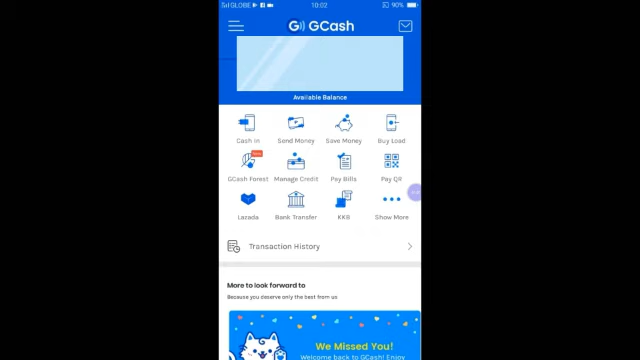 GLOBE
10:02
90%
GCash
Available Balance
Cash In Send Money Save Money Buy Load
New
GCash Forest Manage Credit Pay Bills Pay QR
Lazada Bank Transfer KKB Show More
Transaction History
More to look forward to
Because you deserve only the best from us
We Missed You!
Welcome back to GCash! Enjoy